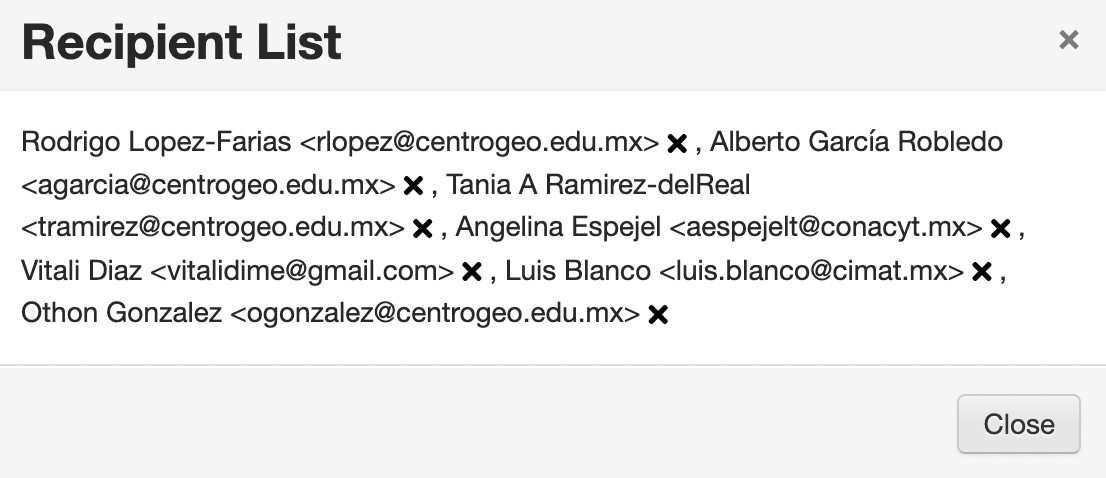 Recipient List ×
Rodrigo Lopez-Farias <rlopez@centrogeo.edu.mx> ✖ , Alberto García Robledo
<agarcia@centrogeo.edu.mx> ✖ , Tania A Ramirez-delReal
<tramirez@centrogeo.edu.mx> ✖ , Angelina Espejel <aespejelt@conacyt.mx> ✖ ,
Vitali Diaz <vitalidime@gmail.com> ✖ , Luis Blanco <luis.blanco@cimat.mx> ✖ ,
Othon Gonzalez <ogonzalez@centrogeo.edu.mx> ✖
Close